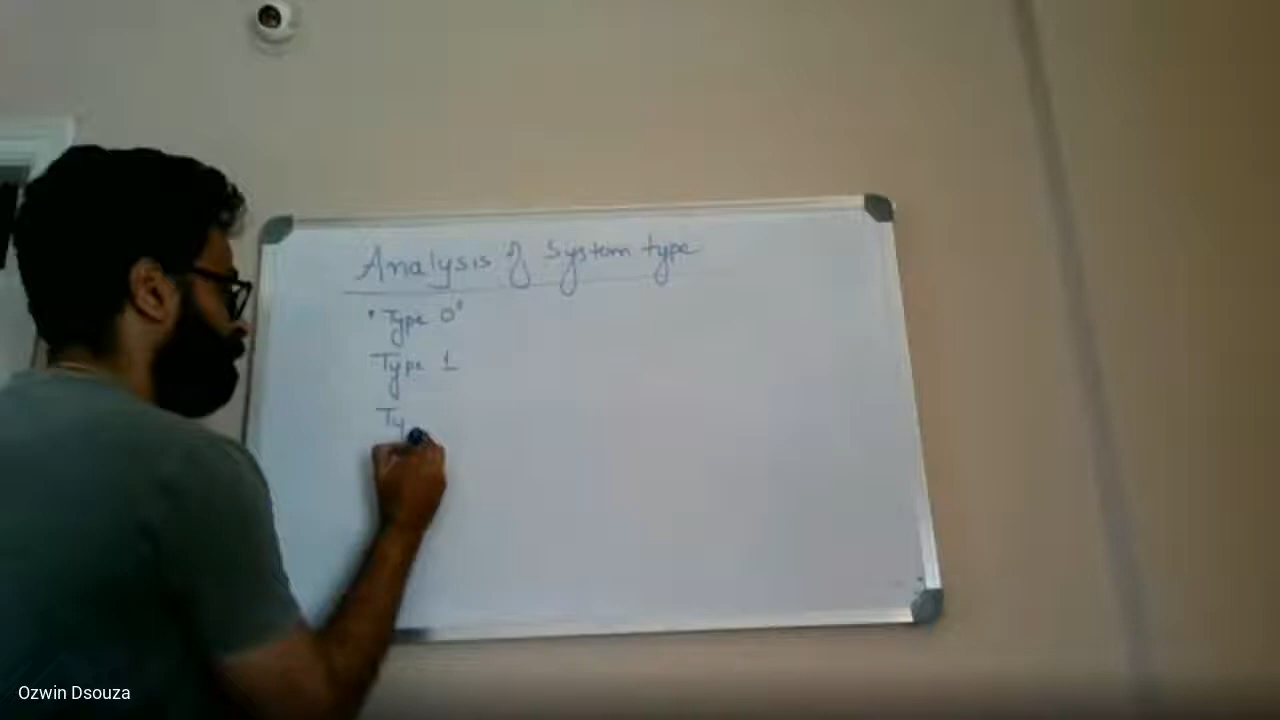 Analysis of System type
"Type 0"
Type 1
Ty
Ozwin Dsouza